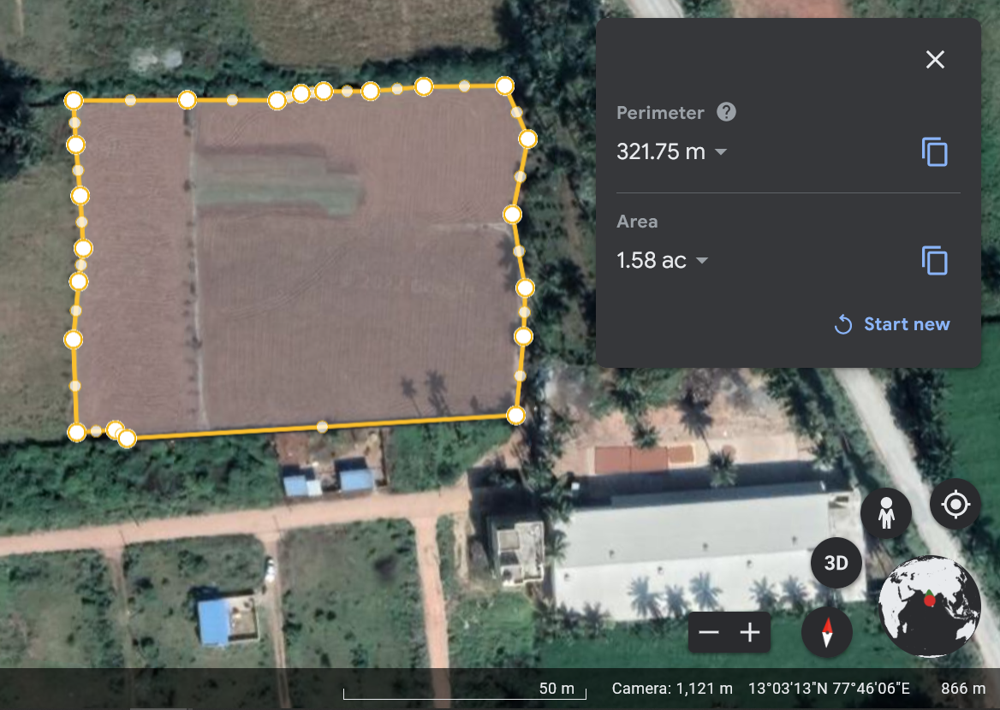 Perimeter ?
321.75 m
Area
1.58 ac
Start new
3D
50 m Camera: 1,121 m 13°03'13"N 77°46'06"E 866 m